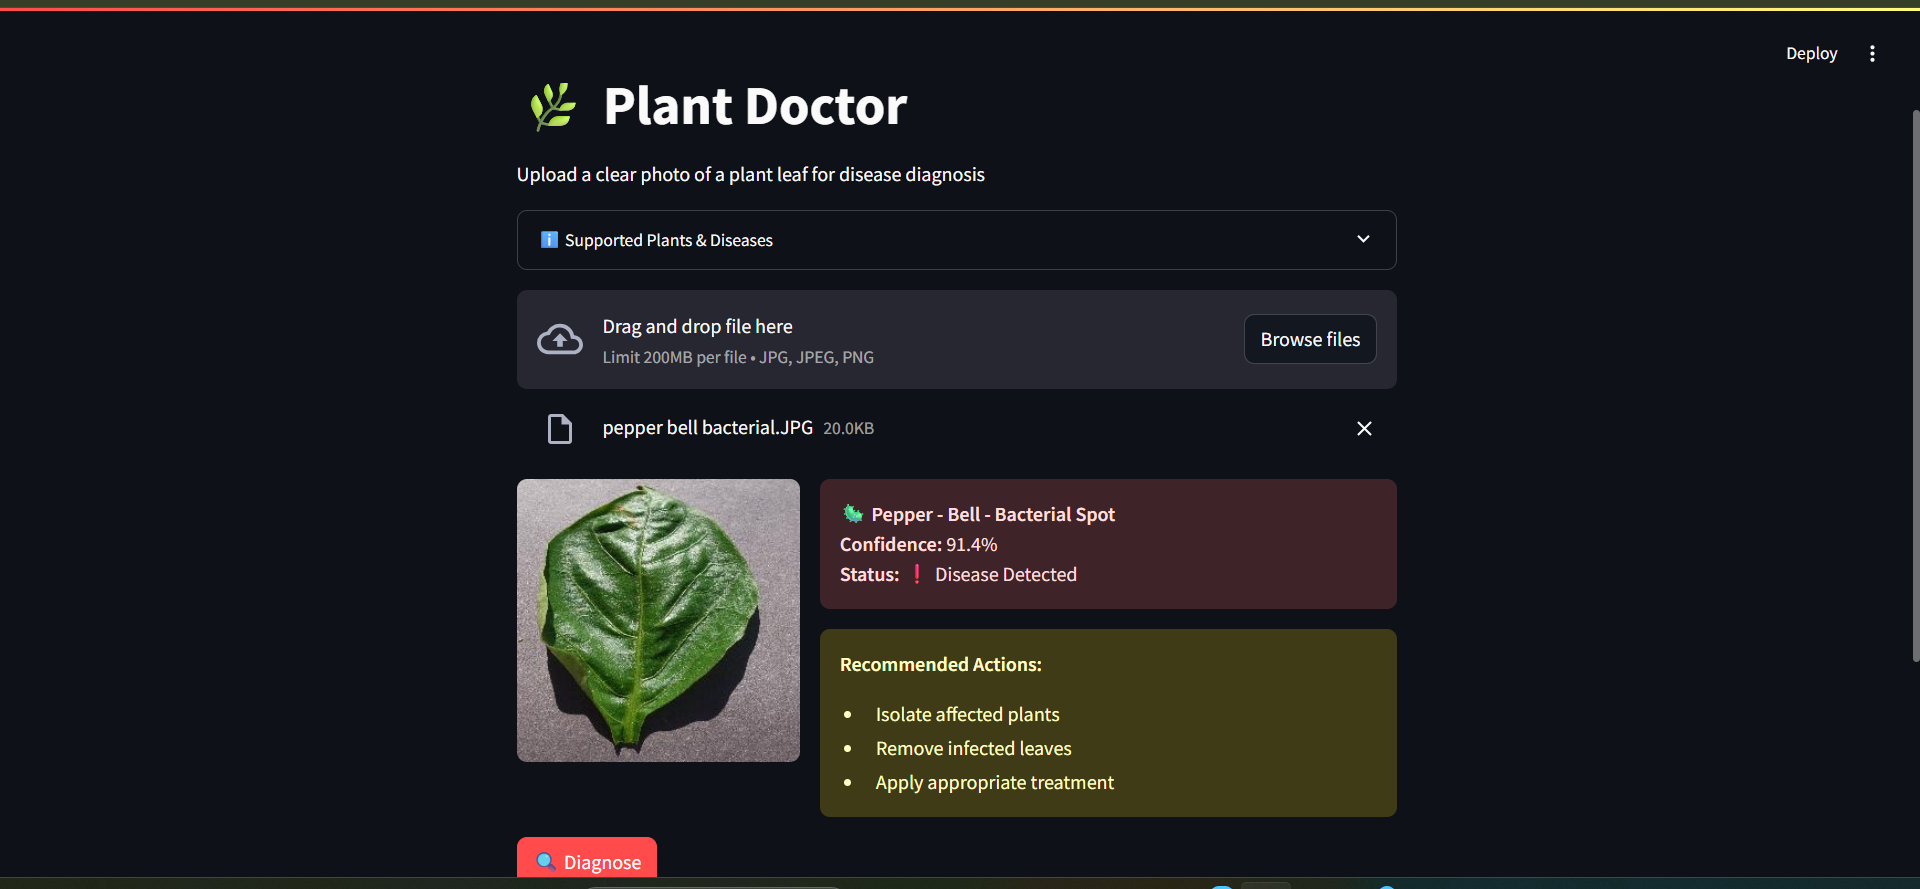 Deploy
Plant Doctor
Upload a clear photo of a plant leaf for disease diagnosis
Supported Plants & Diseases
Drag and drop file here
Limit 200MB per file • JPG, JPEG, PNG
Browse files
pepper bell bacterial.JPG 20.0KB
Pepper - Bell - Bacterial Spot
Confidence: 91.4%
Status: ❗ Disease Detected
Recommended Actions:
• Isolate affected plants
• Remove infected leaves
• Apply appropriate treatment
Diagnose